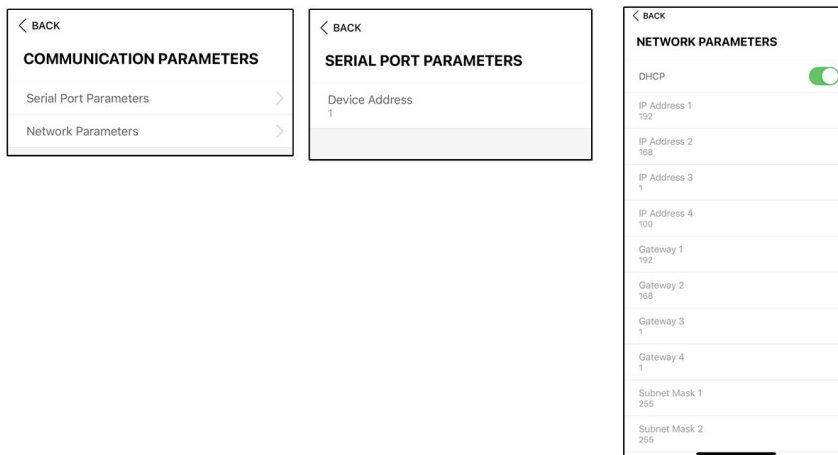 BACK
COMMUNICATION PARAMETERS
Serial Port Parameters
Network Parameters
BACK
SERIAL PORT PARAMETERS
Device Address
1
BACK
NETWORK PARAMETERS
DHCP
IP Address 1
192
IP Address 2
168
IP Address 3
1
IP Address 4
100
Gateway 1
192
Gateway 2
168
Gateway 3
1
Gateway 4
1
Subnet Mask 1
255
Subnet Mask 2
255